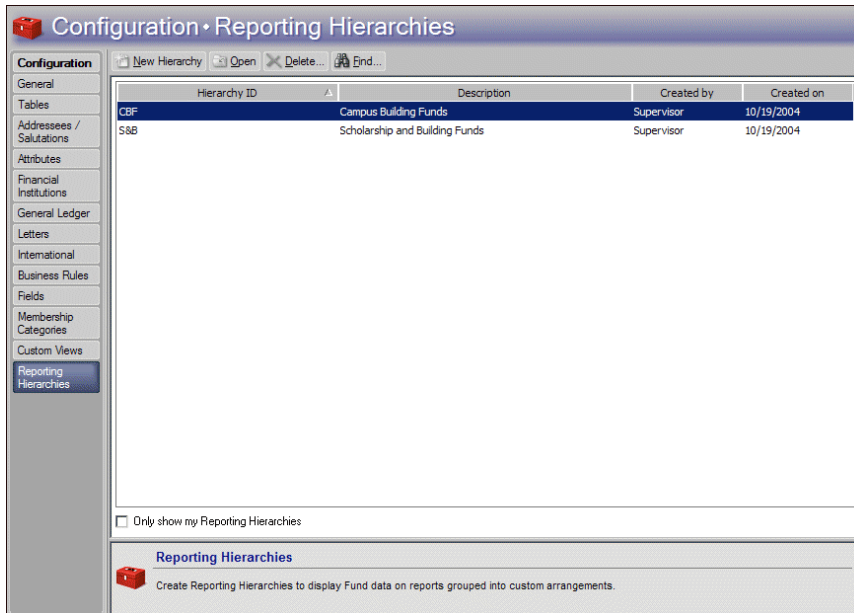 Configuration • Reporting Hierarchies
Configuration
General
Tables
Addressees /
Salutations
Attributes
Financial
Institutions
General Ledger
Letters
International
Business Rules
Fields
Membership
Categories
Custom Views
Reporting
Hierarchies
New Hierarchy Open Delete... Find...
Hierarchy ID Description Created by Created on
CBF Campus Building Funds Supervisor 10/19/2004
S&B Scholarship and Building Funds Supervisor 10/19/2004
Only show my Reporting Hierarchies
Reporting Hierarchies
Create Reporting Hierarchies to display Fund data on reports grouped into custom arrangements.